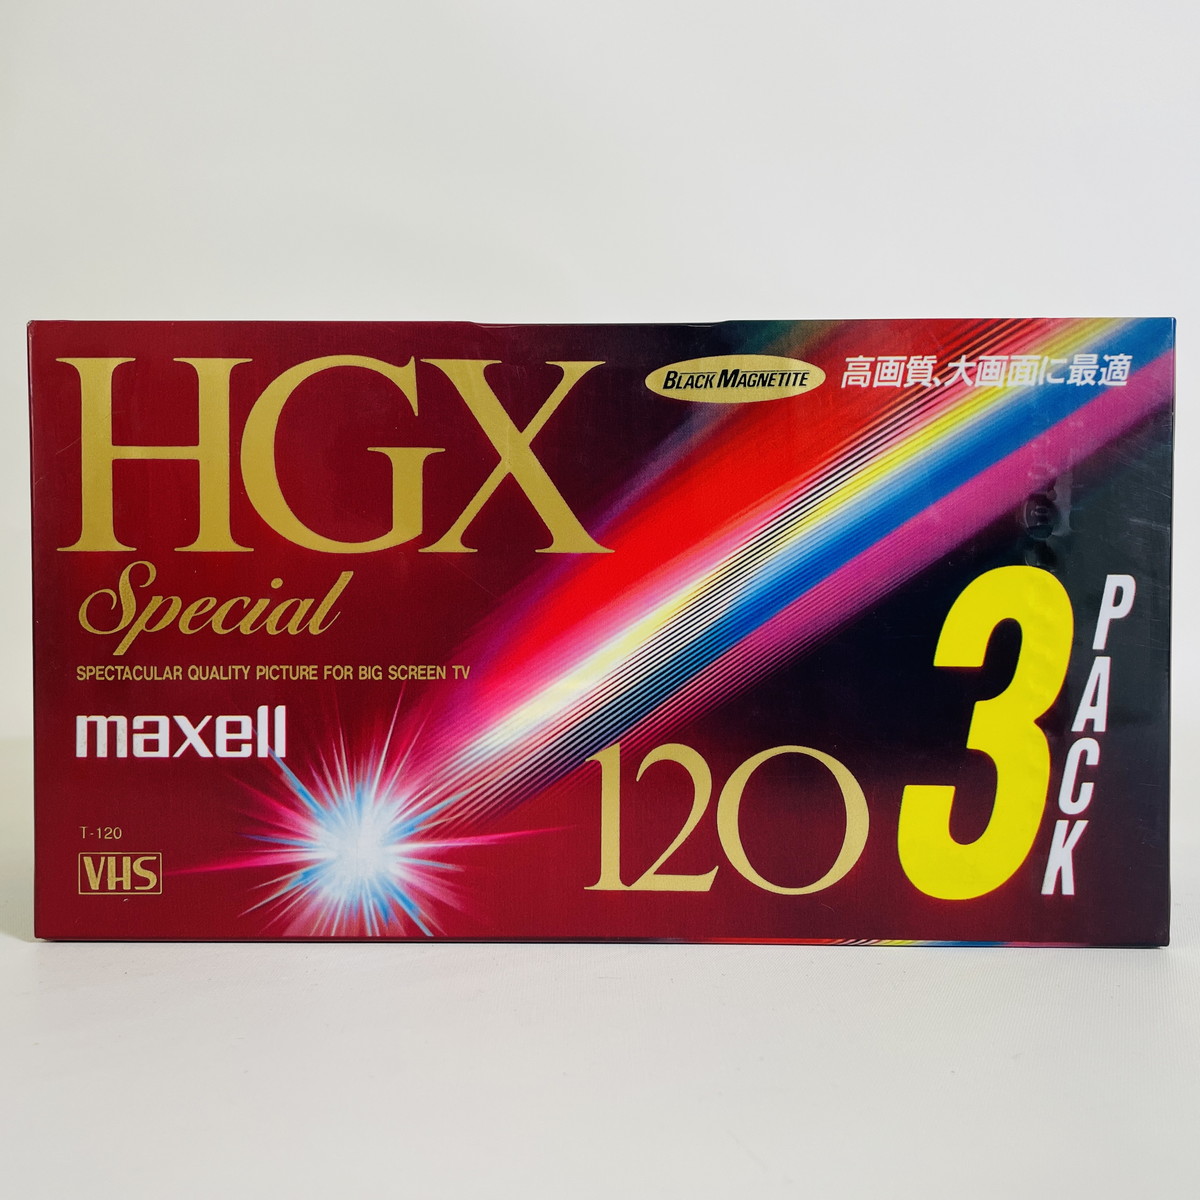 HGX
BLACK MAGNETITE
高画質、大画面に最適
Special
SPECTACULAR QUALITY PICTURE FOR BIG SCREEN TV
maxell
T-120
VHS
120
3
PACK